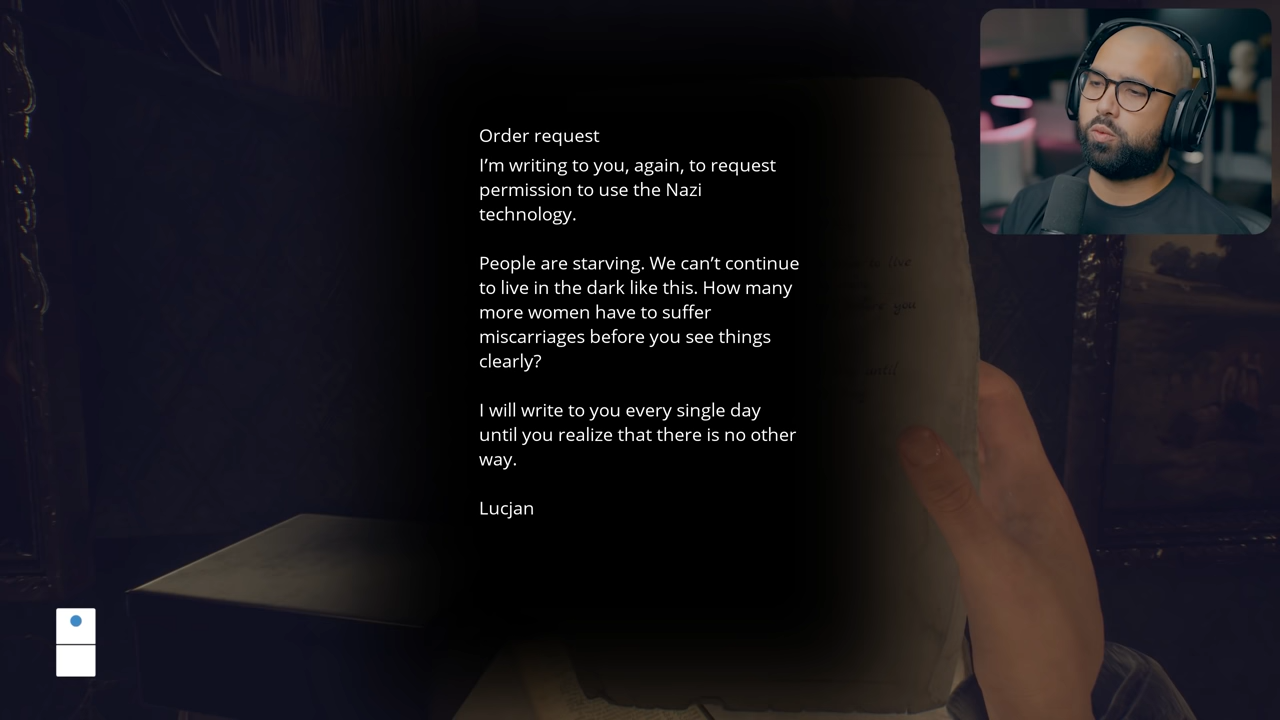 Order request
I’m writing to you, again, to request
permission to use the Nazi
technology.
People are starving. We can’t continue
to live in the dark like this. How many
more women have to suffer
miscarriages before you see things
clearly?
I will write to you every single day
until you realize that there is no other
way.
Lucjan
live
you
until